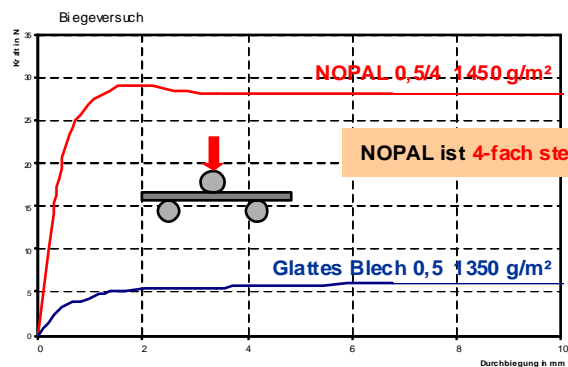 Biegeversuch
Kraft in N
35
30
25
20
15
10
5
0
NOPAL 0,5/4 1450 g/m²
NOPAL ist 4-fach ste
Glattes Blech 0,5 1350 g/m²
0 2 4 6 8 10
Durchbiegung in mm